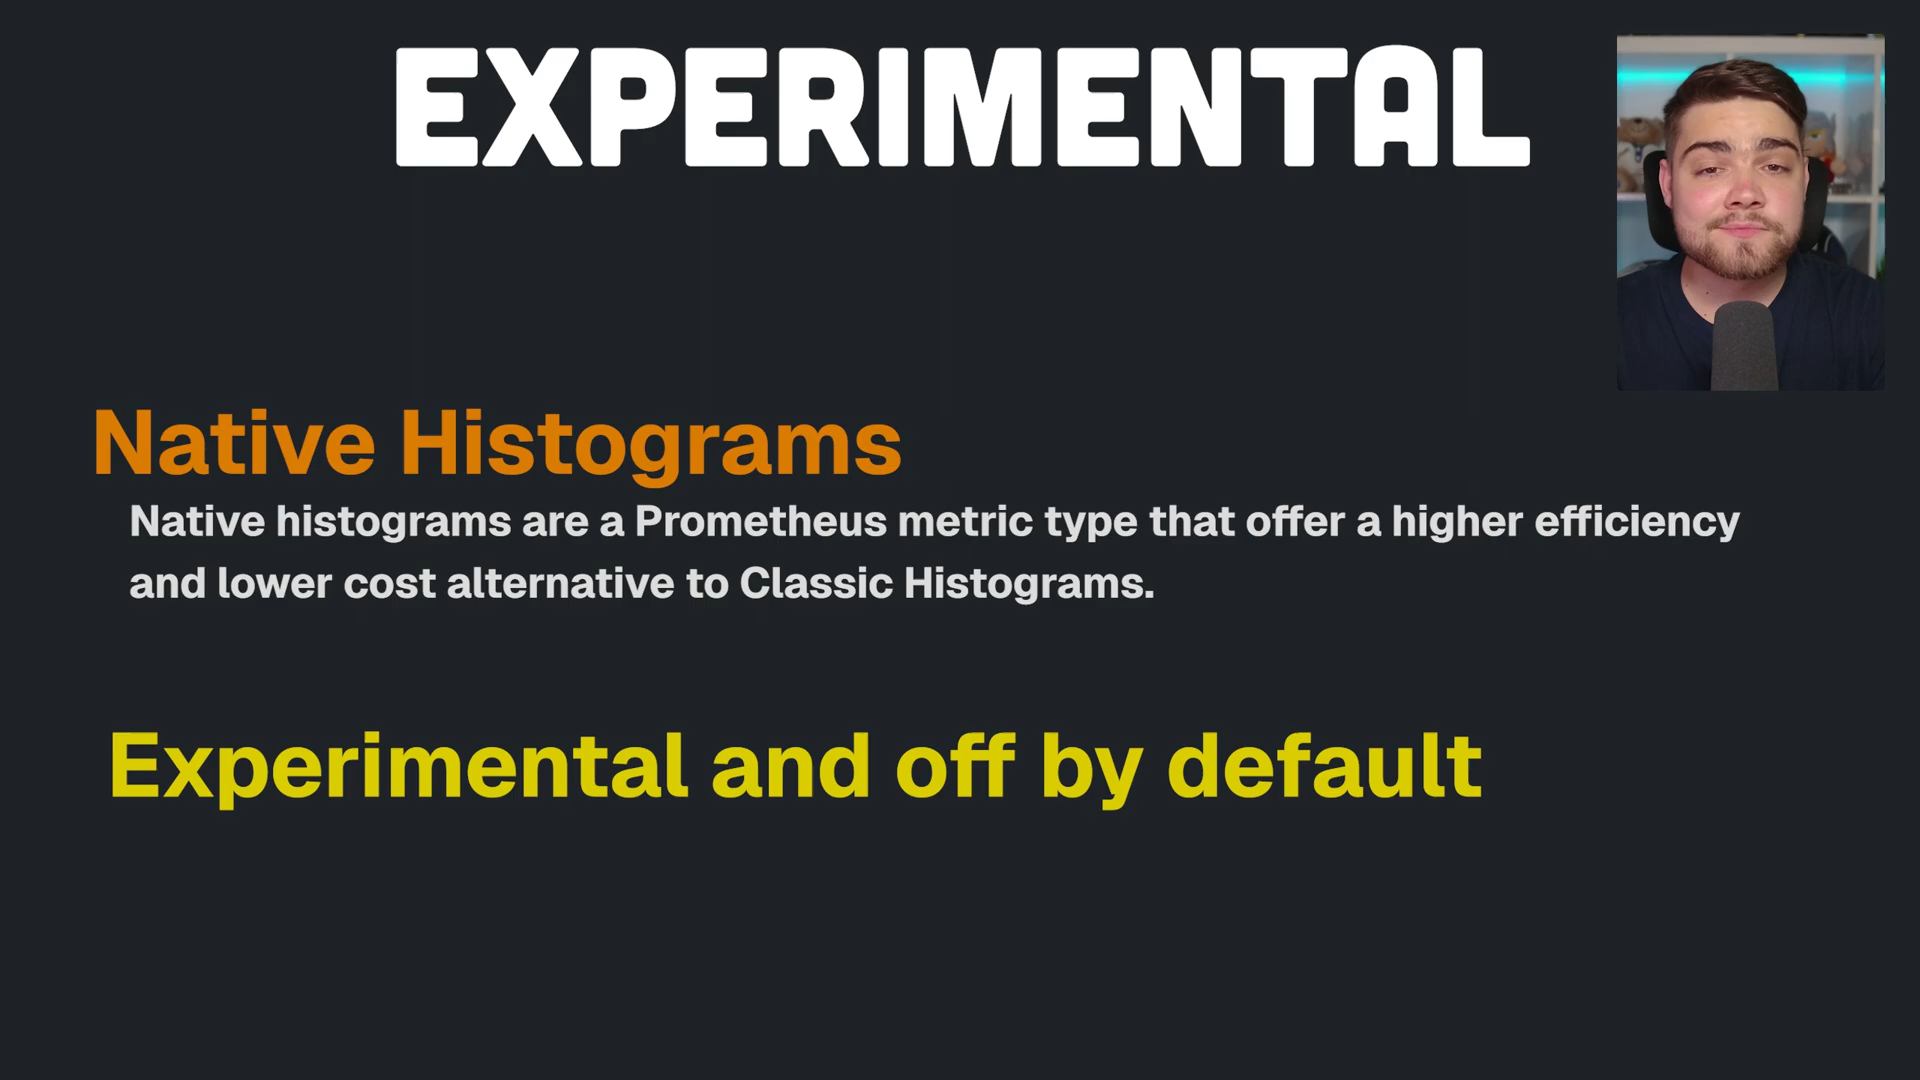 EXPERIMENTAL
Native Histograms
Native histograms are a Prometheus metric type that offer a higher efficiency
and lower cost alternative to Classic Histograms.
Experimental and off by default